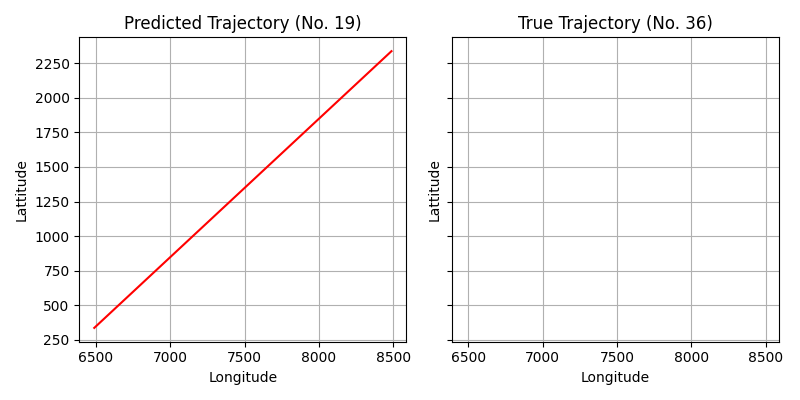 Predicted Trajectory (No. 19)
Lattitude
2250
2000
1750
1500
1250
1000
750
500
250
6500 7000 7500 8000 8500
Longitude
True Trajectory (No. 36)
Lattitude
6500 7000 7500 8000 8500
Longitude